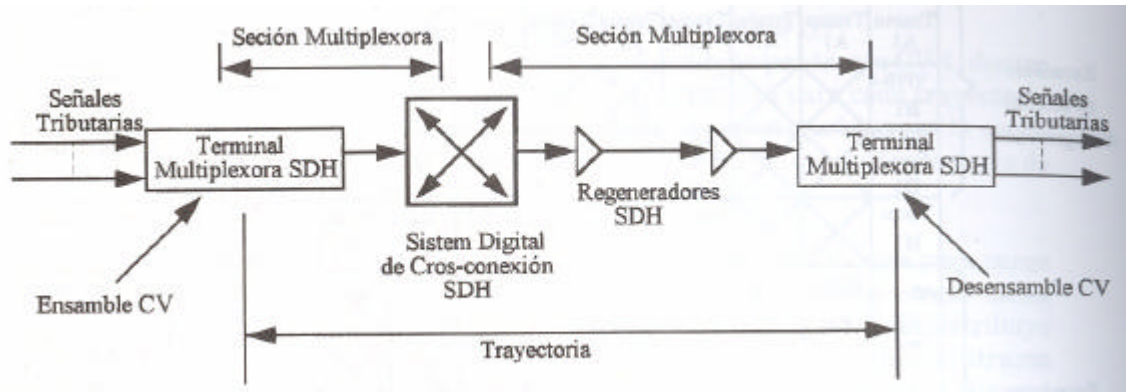 Seción Multiplexora
Seción Multiplexora
Señales
Tributarias
Terminal
Multiplexora SDH
Sistem Digital
de Cros-conexión
SDH
Regeneradores
SDH
Terminal
Multiplexora SDH
Señales
Tributarias
Ensamble CV
Desensamble CV
Trayectoria